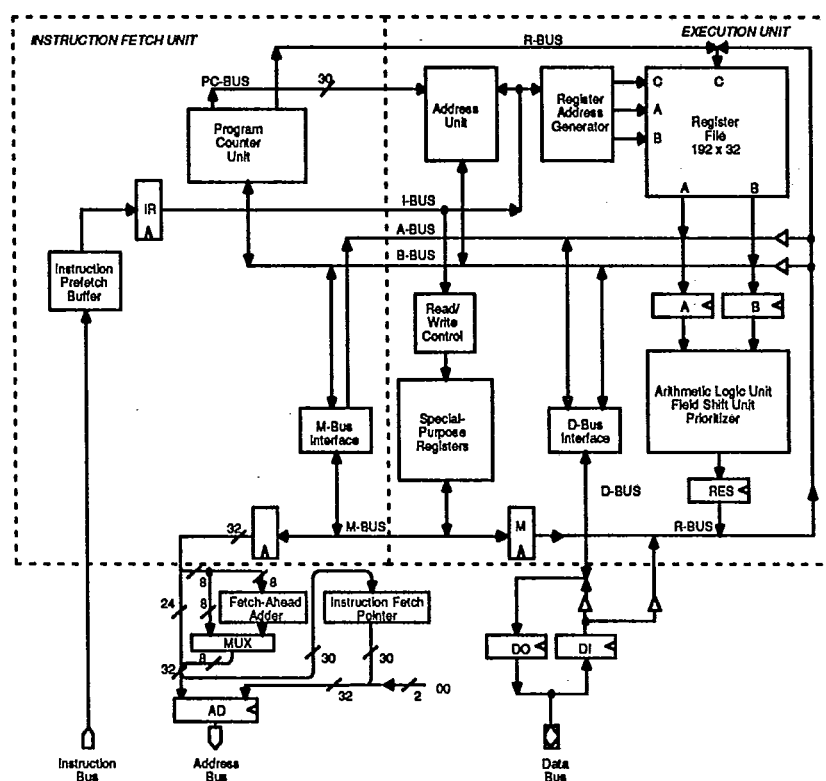 INSTRUCTION FETCH UNIT
EXECUTION UNIT
R-BUS
PC-BUS
30
Program
Counter
Unit
Address
Unit
Register
Address
Generator
C
A
B
C
Register
File
192 x 32
A
B
IR
I-BUS
A-BUS
B-BUS
Instruction
Prefetch
Buffer
Read/
Write
Control
A
B
Special-
Purpose
Registers
M-Bus
Interface
D-Bus
Interface
Arithmetic Logic Unit
Field Shift Unit
Prioritizer
RES
D-BUS
32
M-BUS
M
R-BUS
8
8
24
8
Fetch-Ahead
Adder
Instruction Fetch
Pointer
MUX
8
32
30
30
DO
DI
32
2
00
AD
Instruction
Bus
Address
Bus
Data
Bus